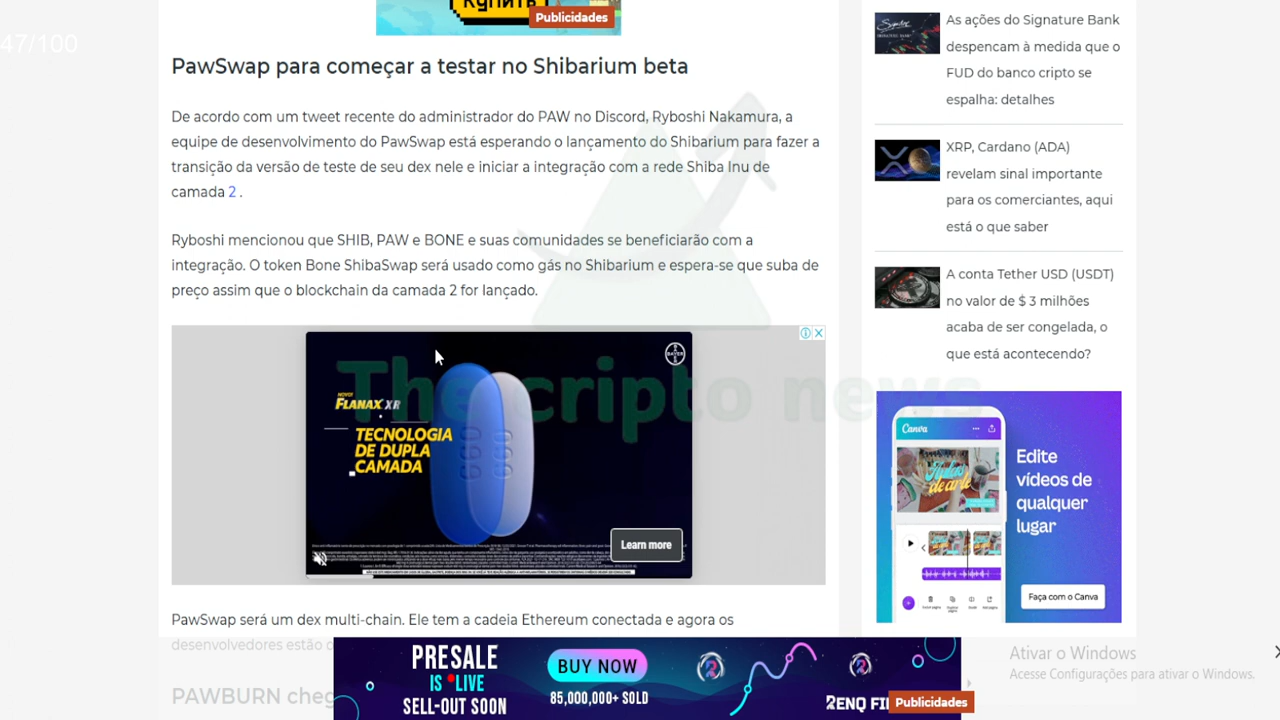 47/100
Купить
Publicidades
PawSwap para começar a testar no Shibarium beta
De acordo com um tweet recente do administrador do PAW no Discord, Ryboshi Nakamura, a
equipe de desenvolvimento do PawSwap está esperando o lançamento do Shibarium para fazer a
transição da versão de teste de seu dex nele e iniciar a integração com a rede Shiba Inu de
camada 2 .
Ryboshi mencionou que SHIB, PAW e BONE e suas comunidades se beneficiarão com a
integração. O token Bone ShibaSwap será usado como gás no Shibarium e espera-se que suba de
preço assim que o blockchain da camada 2 for lançado.
BAYER
NOVO!
FLANAX XR
TECNOLOGIA
DE DUPLA
CAMADA
Learn more
The cripto news
PawSwap será um dex multi-chain. Ele tem a cadeia Ethereum conectada e agora os
desenvolvedores estão
PAWBURN
PRESALE
IS LIVE
SELL-OUT SOON
BUY NOW
85,000,000+ SOLD
Publicidades
As ações do Signature Bank
despencam à medida que o
FUD do banco cripto se
espalha: detalhes
XRP, Cardano (ADA)
revelam sinal importante
para os comerciantes, aqui
está o que saber
A conta Tether USD (USDT)
no valor de $ 3 milhões
acaba de ser congelada, o
que está acontecendo?
Canva
Aulas
de arte
Edite
vídeos de
qualquer
lugar
Faça com o Canva
Ativar o Windows
Acesse Configurações para ativar o Windows.